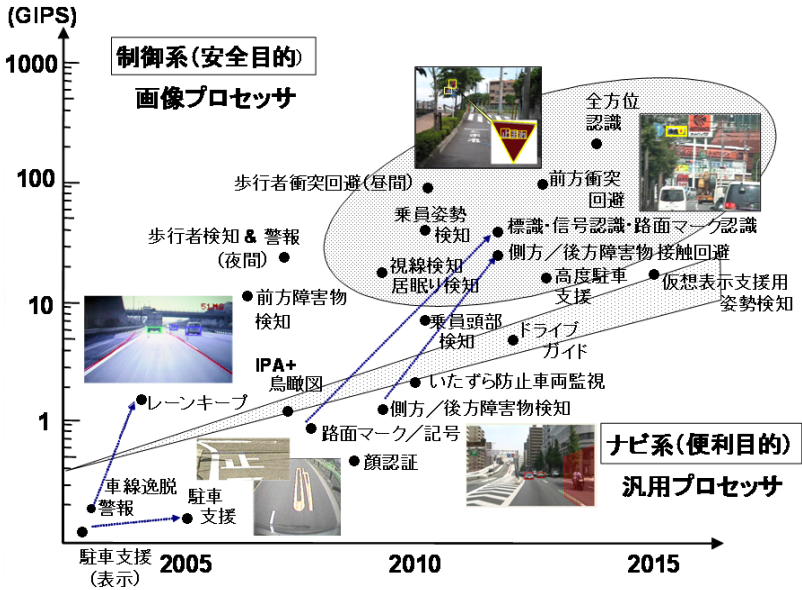 (GIPS)
制御系(安全目的)
画像プロセッサ
1000
100
10
1
全方位
認識
歩行者衝突回避(昼間)
前方衝突
回避
乗員姿勢
検知
標識・信号認識・路面マーク認識
歩行者検知 & 警報
(夜間)
側方/後方障害物接触回避
視線検知
居眠り検知
高度駐車
支援
仮想表示支援用
姿勢検知
前方障害物
検知
乗員頭部
検知
ドライブ
ガイド
IPA+
鳥瞰図
いたずら防止車両監視
レーンキープ
側方/後方障害物検知
路面マーク/記号
顔認証
ナビ系(便利目的)
汎用プロセッサ
車線逸脱
警報
駐車
支援
駐車支援
(表示)
2005
2010
2015